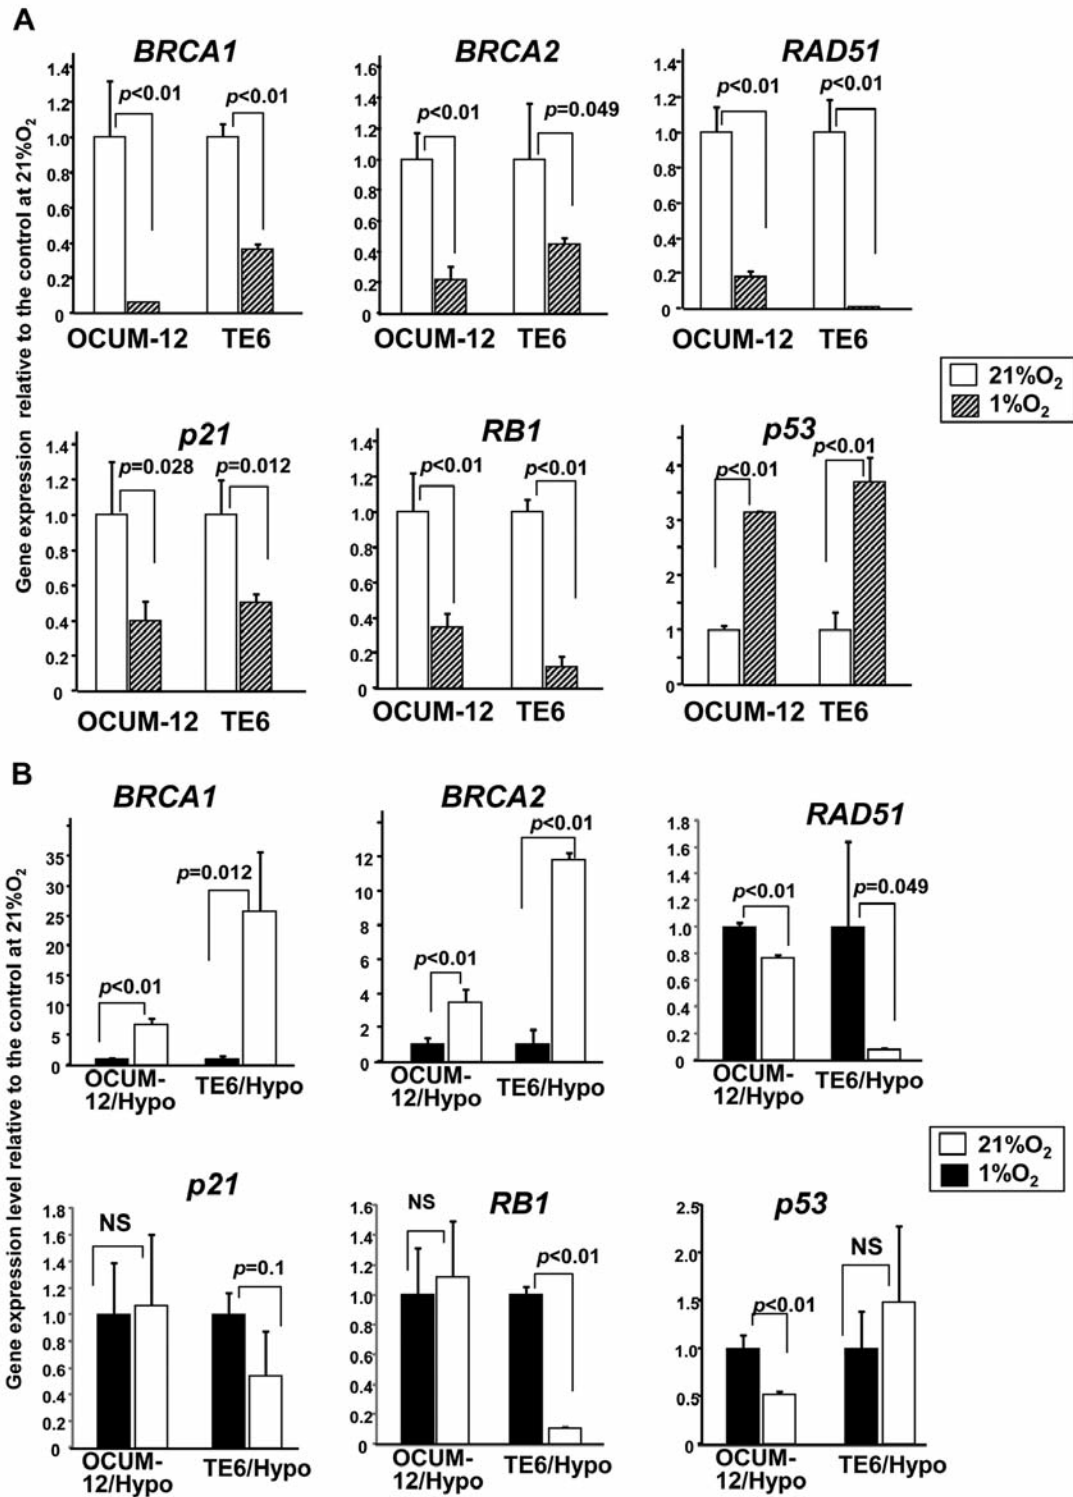 A
Gene expression relative to the control at 21%O2
BRCA1
1.4
1.2
1.0
0.8
0.6
0.4
0.2
0
p<0.01
p<0.01
OCUM-12 TE6
BRCA2
1.6
1.4
1.2
1.0
0.8
0.6
0.4
0.2
0
p<0.01
p=0.049
OCUM-12 TE6
RAD51
1.4
1.2
1.0
0.8
0.6
0.4
0.2
0
p<0.01
p<0.01
OCUM-12 TE6
21%O2
1%O2
p21
1.4
1.2
1.0
0.8
0.6
0.4
0.2
0
p=0.028
p=0.012
OCUM-12 TE6
RB1
1.4
1.2
1.0
0.8
0.6
0.4
0.2
0
p<0.01
p<0.01
OCUM-12 TE6
p53
4
3
2
1
0
p<0.01
p<0.01
OCUM-12 TE6
B
Gene expression level relative to the control at 21%O2
BRCA1
35
30
25
20
15
10
5
0
p<0.01
p=0.012
OCUM-
12/Hypo
TE6/Hypo
BRCA2
12
10
8
6
4
2
0
p<0.01
p<0.01
OCUM-
12/Hypo
TE6/Hypo
RAD51
1.8
1.6
1.4
1.2
1.0
0.8
0.6
0.4
0.2
0
p<0.01
p=0.049
OCUM-
12/Hypo
TE6/Hypo
21%O2
1%O2
p21
1.8
1.6
1.4
1.2
1.0
0.8
0.6
0.4
0.2
0
NS
p=0.1
OCUM-
12/Hypo
TE6/Hypo
RB1
1.6
1.4
1.2
1.0
0.8
0.6
0.4
0.2
0
NS
p<0.01
OCUM-
12/Hypo
TE6/Hypo
p53
2.5
2.0
1.5
1.0
0.5
0
p<0.01
NS
OCUM-
12/Hypo
TE6/Hypo